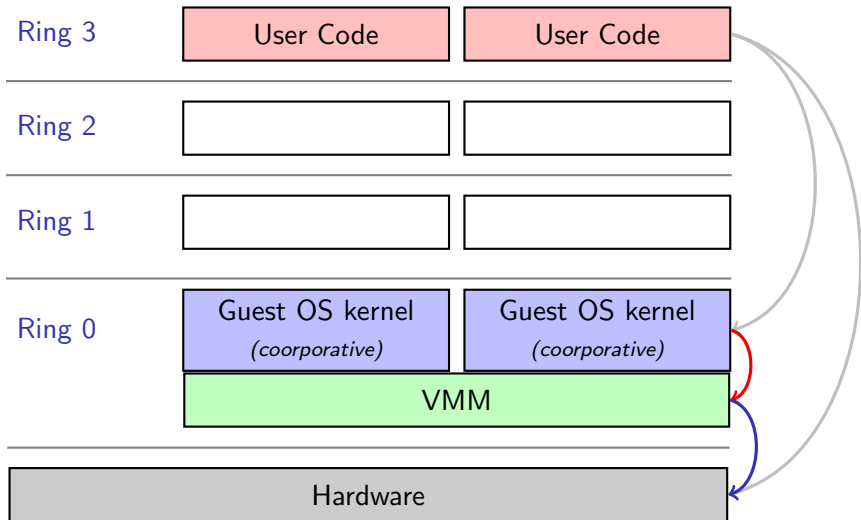 Ring 3
User Code
User Code
Ring 2
Ring 1
Ring 0
Guest OS kernel
(coorporative)
Guest OS kernel
(coorporative)
VMM
Hardware